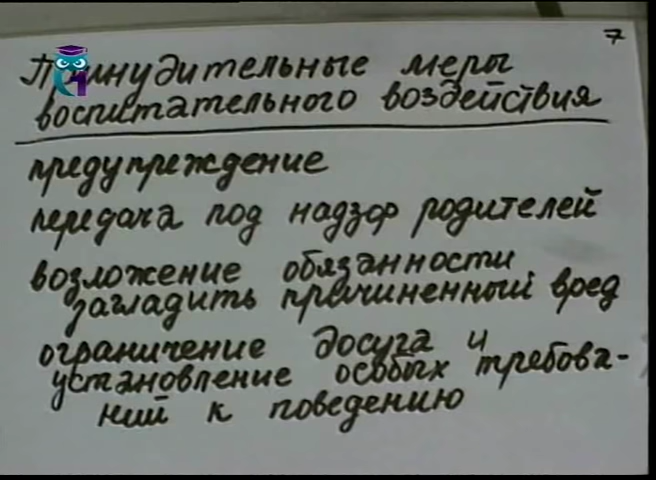 7
Принудительные меры
воспитательного воздействия
предупреждение
передача под надзор родителей
возложение обязанности
загладить причиненный вред
ограничение досуга и
установление особых требова-
ний к поведению